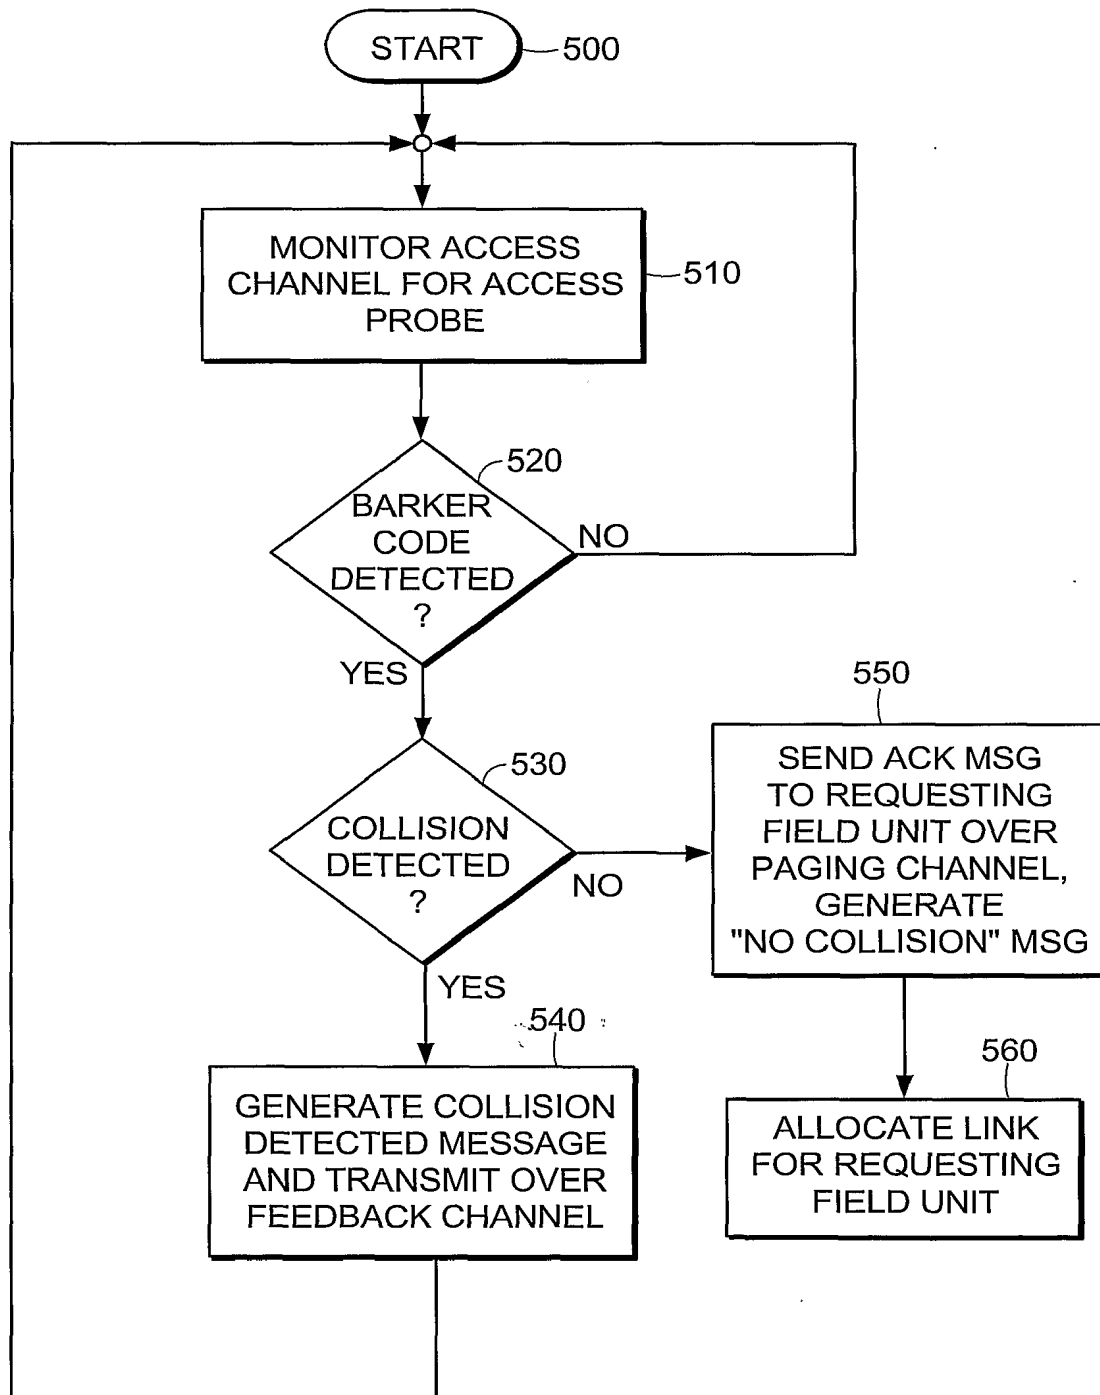 START
500
MONITOR ACCESS
CHANNEL FOR ACCESS
PROBE
510
520
BARKER
CODE
DETECTED
?
NO
YES
530
COLLISION
DETECTED
?
NO
YES
550
SEND ACK MSG
TO REQUESTING
FIELD UNIT OVER
PAGING CHANNEL,
GENERATE
"NO COLLISION" MSG
540
GENERATE COLLISION
DETECTED MESSAGE
AND TRANSMIT OVER
FEEDBACK CHANNEL
560
ALLOCATE LINK
FOR REQUESTING
FIELD UNIT